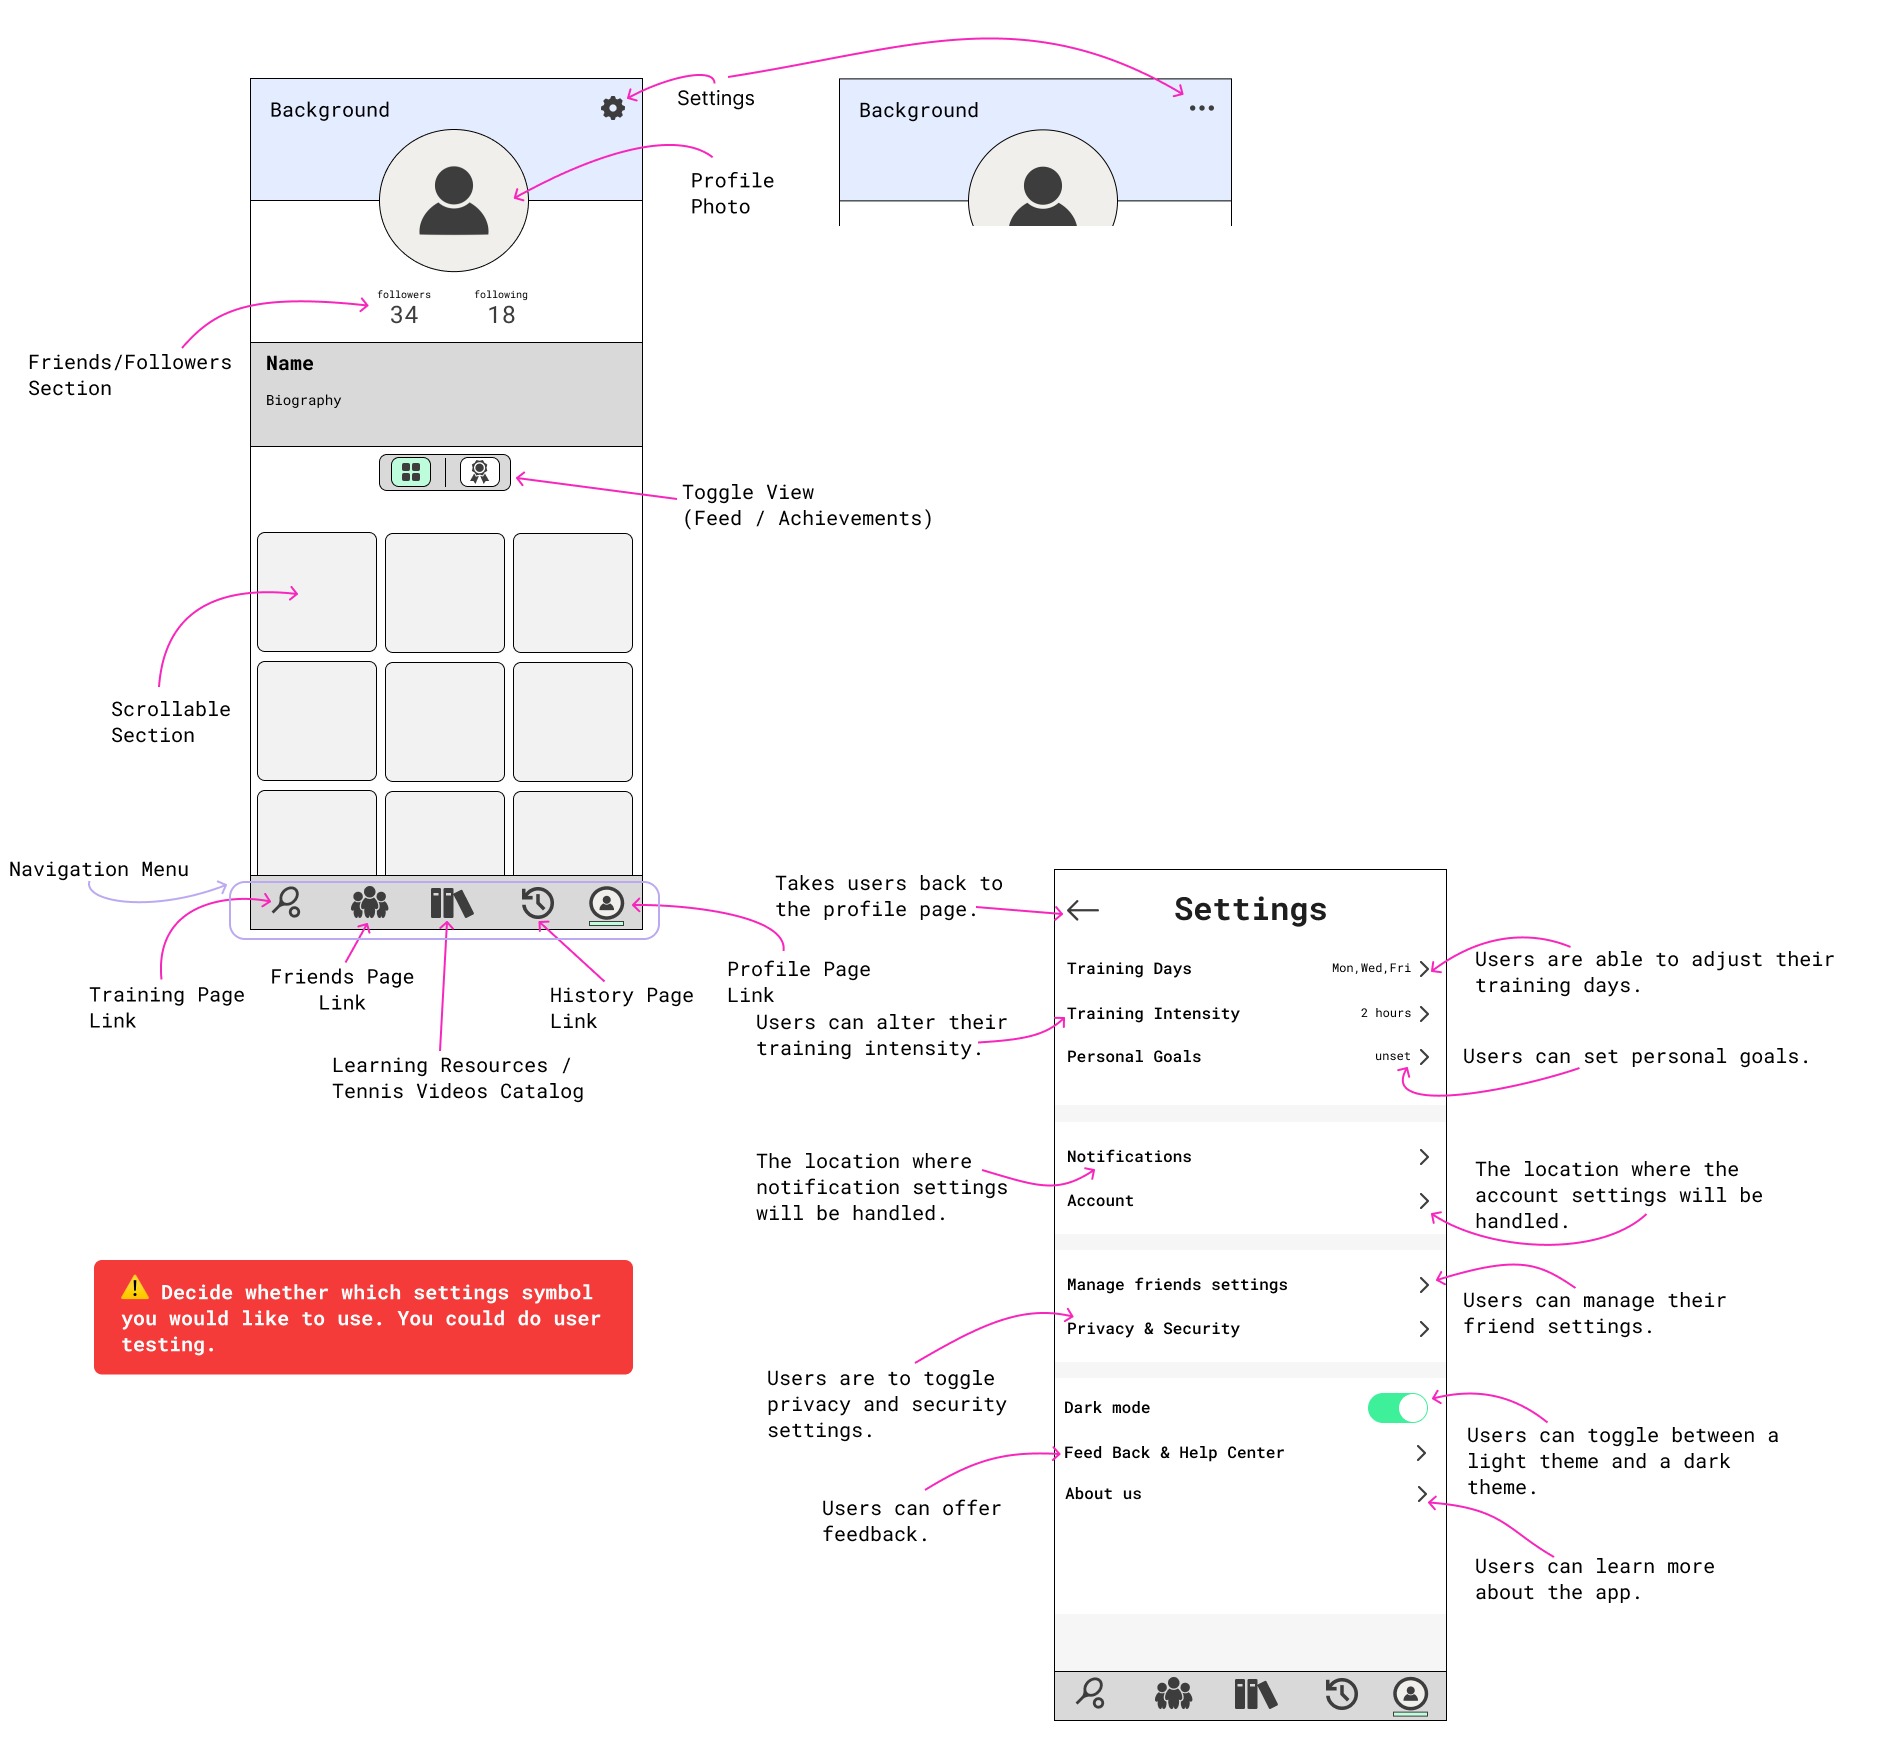 Background
Settings
Background
Profile
Photo
followers
34
following
18
Friends/Followers
Section
Name
Biography
Toggle View
(Feed / Achievements)
Scrollable
Section
Navigation Menu
Training Page
Link
Friends Page
Link
Learning Resources /
Tennis Videos Catalog
History Page
Link
Profile Page
Link
Decide whether which settings symbol
you would like to use. You could do user
testing.
Takes users back to
the profile page.
Settings
Training Days
Mon,Wed,Fri
Users are able to adjust their
training days.
Users can alter their
training intensity.
Training Intensity
2 hours
Personal Goals
unset
Users can set personal goals.
The location where
notification settings
will be handled.
Notifications
Account
The location where the
account settings will be
handled.
Manage friends settings
Users can manage their
friend settings.
Privacy & Security
Users are to toggle
privacy and security
settings.
Dark mode
Users can toggle between a
light theme and a dark
theme.
Feed Back & Help Center
Users can offer
feedback.
About us
Users can learn more
about the app.